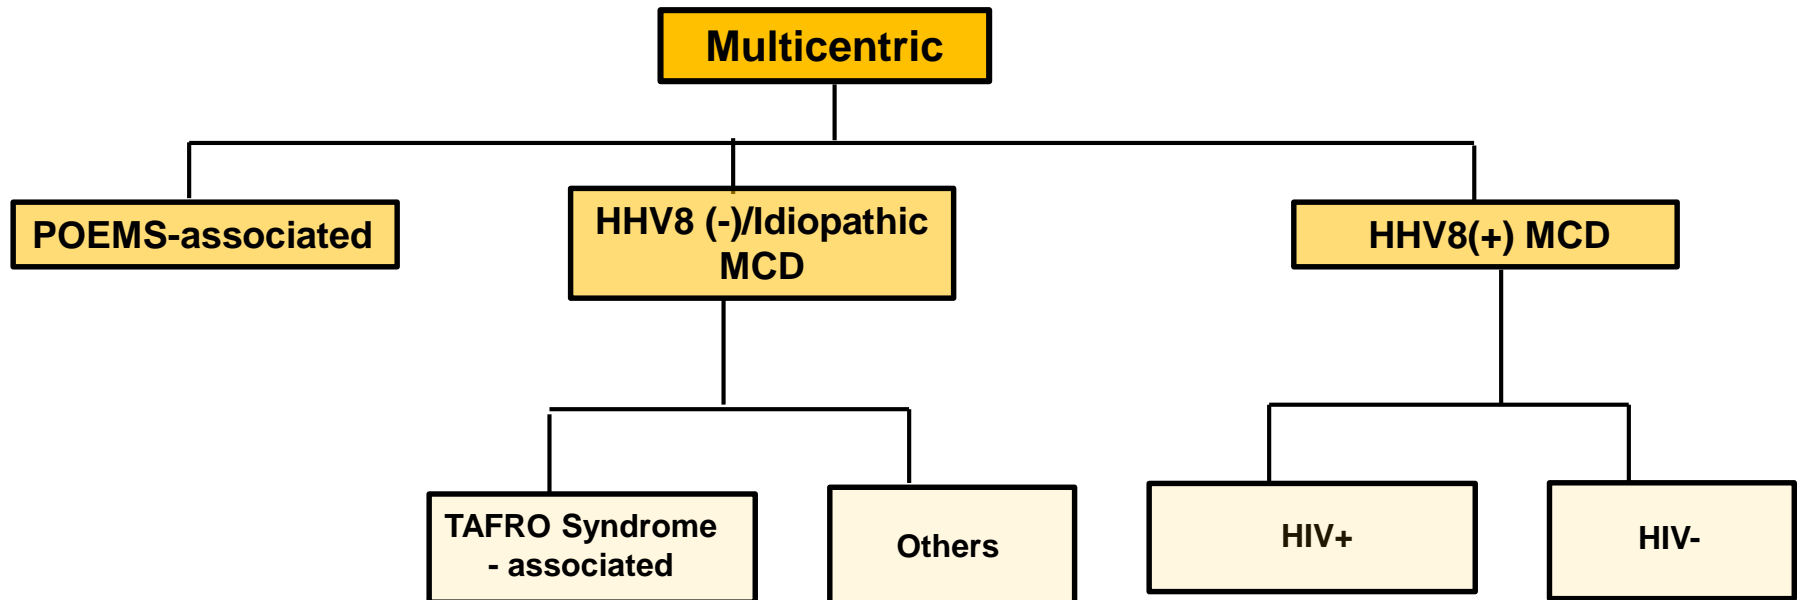 Multicentric
POEMS-associated
HHV8 (-)/Idiopathic
MCD
HHV8(+) MCD
TAFRO Syndrome
- associated
Others
HIV+
HIV-